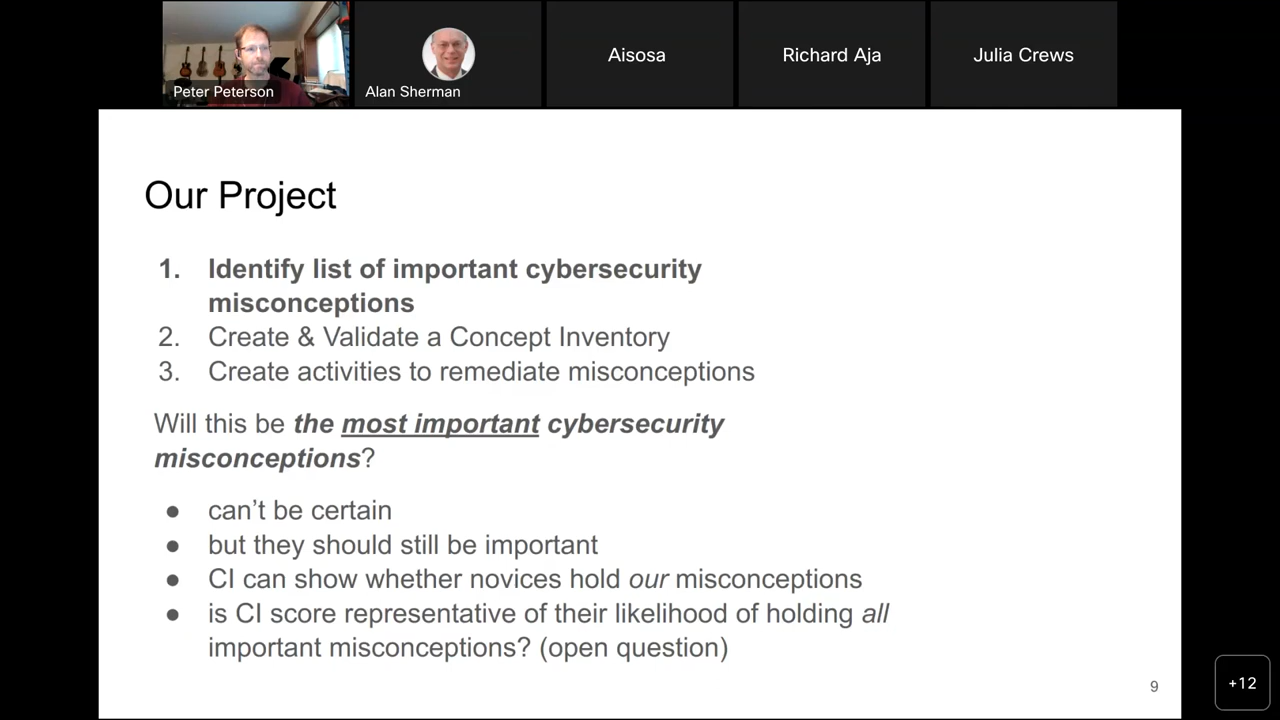 Peter Peterson
Alan Sherman
Aisosa
Richard Aja
Julia Crews
Our Project
1. Identify list of important cybersecurity
misconceptions
2. Create & Validate a Concept Inventory
3. Create activities to remediate misconceptions
Will this be the most important cybersecurity
misconceptions?
● can’t be certain
● but they should still be important
● CI can show whether novices hold our misconceptions
● is CI score representative of their likelihood of holding all
important misconceptions? (open question)
9
+12